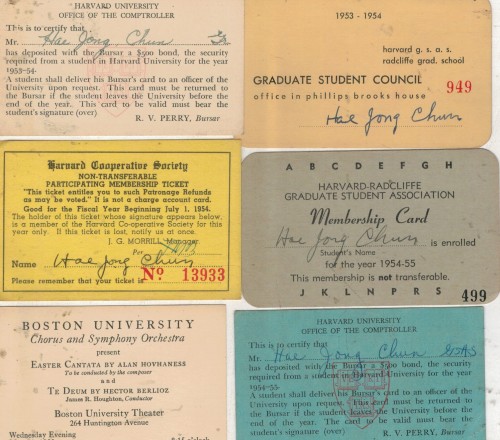 HARVARD UNIVERSITY
OFFICE OF THE COMPTROLLER
This is to certify that
Mr. Hae Jong Chun
has deposited with the Bursar a $500 bond, the security
required from a student in Harvard University for the year
1953-54.
A student shall deliver his Bursar's card to an officer of the
University upon request. This card must be returned to
the Bursar if the student leaves the University before the
end of the year. This card to be valid must bear the
student's signature (over)
R. V. PERRY, Bursar
1953 - 1954
harvard g. s. a. s.
radcliffe grad. school
GRADUATE STUDENT COUNCIL
949
office in phillips brooks house
Hae Jong Chun
Harvard Cooperative Society
NON-TRANSFERABLE
PARTICIPATING MEMBERSHIP TICKET
"This ticket entitles you to such Patronage Refunds
as may be voted." It is not a charge account card.
Good for the Fiscal Year Beginning July 1, 1954.
The holder of this ticket whose signature appears below,
is a member of the Harvard Co-operative Society for this
year only. If this ticket is lost, notify us at once.
J. G. MORRILL, Manager.
Per
Name Hae Jong Chun
Please remember that your ticket is No 13933
A B C D E F G H
HARVARD-RADCLIFFE
GRADUATE STUDENT ASSOCIATION
Membership Card
Hae Jong Chun is enrolled
Student's Name
for the year 1954-55
This membership is not transferable.
J K L N P R S
499
BOSTON UNIVERSITY
Chorus and Symphony Orchestra
present
EASTER CANTATA BY ALAN HOVHANESS
To be conducted by the composer
and
TE DEUM BY HECTOR BERLIOZ
James R. Houghton, Conductor
Boston University Theater
264 Huntington Avenue
Wednesday Evening
HARVARD UNIVERSITY
OFFICE OF THE COMPTROLLER
This is to certify that
Mr. Hae Jong Chun GSAS
has deposited with the Bursar a $500 bond, the security
required from a student in Harvard University for the year
1954-55.
A student shall deliver his Bursar's card to an officer of
the University upon request. This card must be returned to
the Bursar if the student leaves the University before the
end of the year. This card to be valid must bear the
student's signature (over)
R. V. PERRY, Bursar